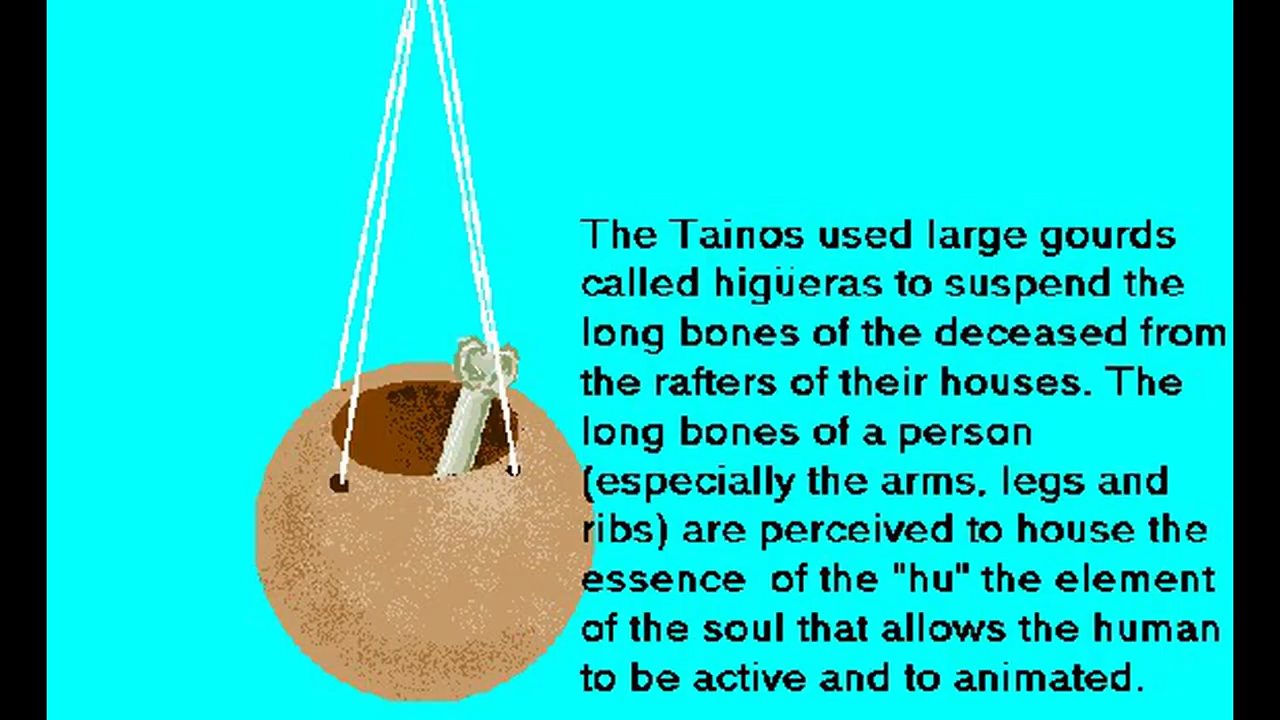 The Tainos used large gourds
called higüeras to suspend the
long bones of the deceased from
the rafters of their houses. The
long bones of a person
(especially the arms, legs and
ribs) are perceived to house the
essence  of the "hu" the element
of the soul that allows the human
to be active and to animated.